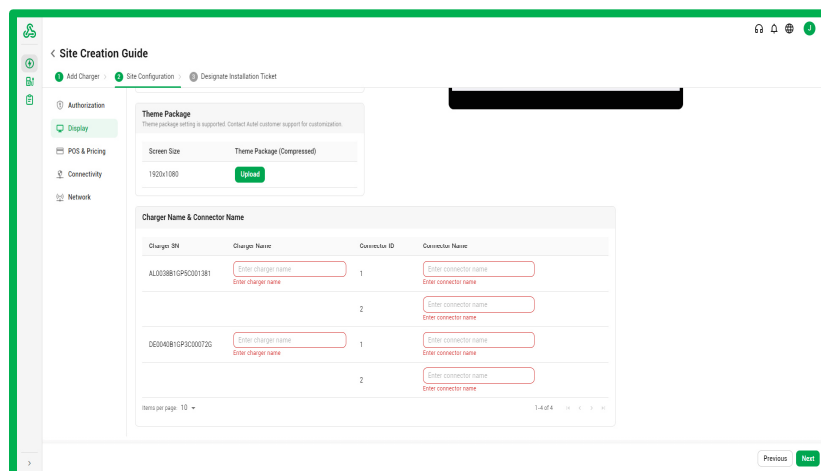 J
Site Creation Guide
1 Add Charger 2 Site Configuration 3 Designate Installation Ticket
Authorization
Display
POS & Pricing
Connectivity
Network
Theme Package
Theme package setting is supported. Contact Autel customer support for customization.
Screen Size Theme Package (Compressed)
1920x1080 Upload
Charger Name & Connector Name
Charger SN Charger Name Connector ID Connector Name
AL0038B1GP5C001381 Enter charger name 1 Enter connector name
Enter charger name Enter connector name
2 Enter connector name
Enter connector name
DE0040B1GP3C00072G Enter charger name 1 Enter connector name
Enter charger name Enter connector name
2 Enter connector name
Enter connector name
Items per page: 10 1-4 of 4
Previous Next